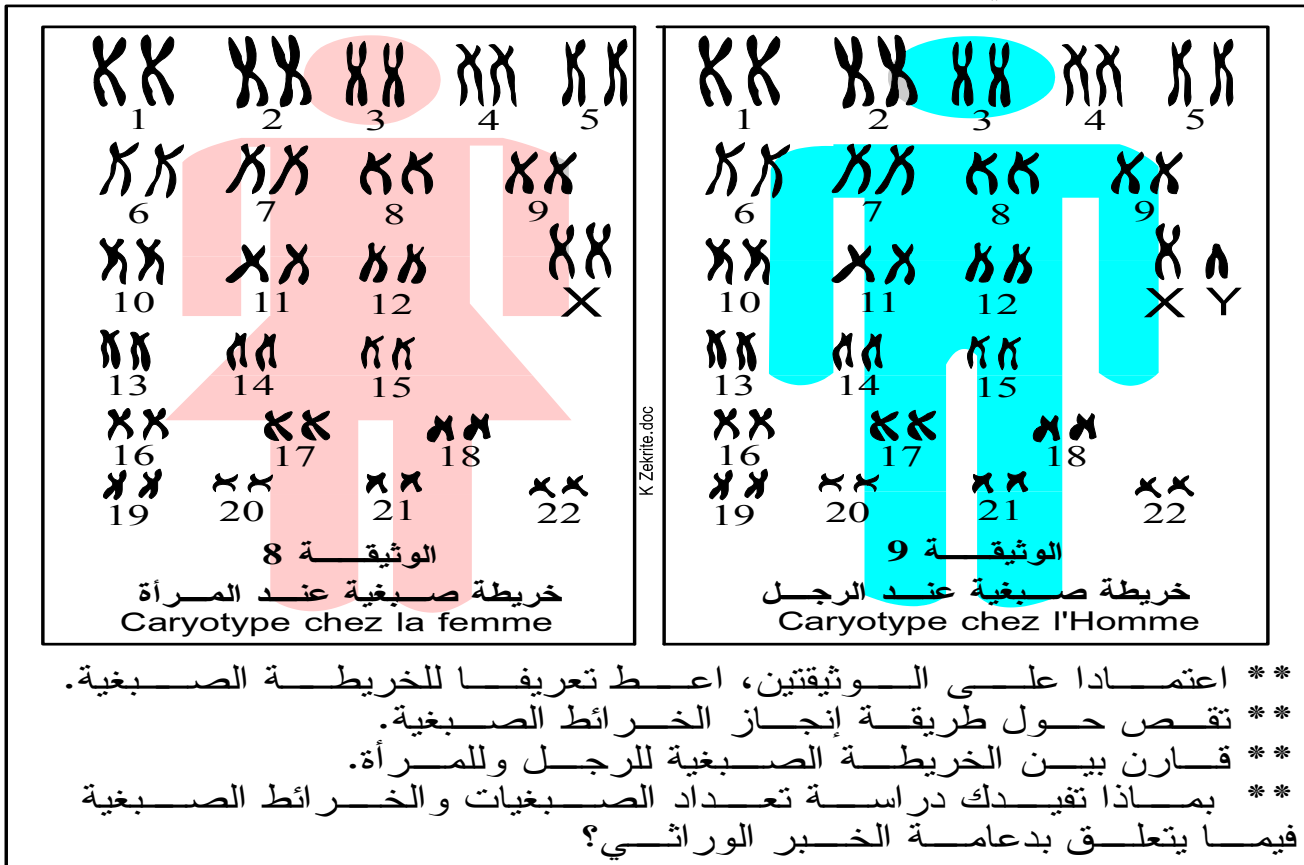 1 2 3 4 5
6 7 8 9
10 11 12 X
13 14 15
16 17 18
19 20 21 22
الوثيقة 8
خريطة صبغية عند المرأة
Caryotype chez la femme
K Zekrite.doc
1 2 3 4 5
6 7 8 9
10 11 12 X Y
13 14 15
16 17 18
19 20 21 22
الوثيقة 9
خريطة صبغية عند الرجل
Caryotype chez l'Homme
** اعتمادا على الوثيقتين، اعط تعريفا للخريطة الصبغية.
** تقص حول طريقة إنجاز الخرائط الصبغية.
** قارن بين الخريطة الصبغية للرجل وللمرأة.
** بماذا تفيدك دراسة تعداد الصبغيات والخرائط الصبغية
فيما يتعلق بدعامة الخبر الوراثي؟